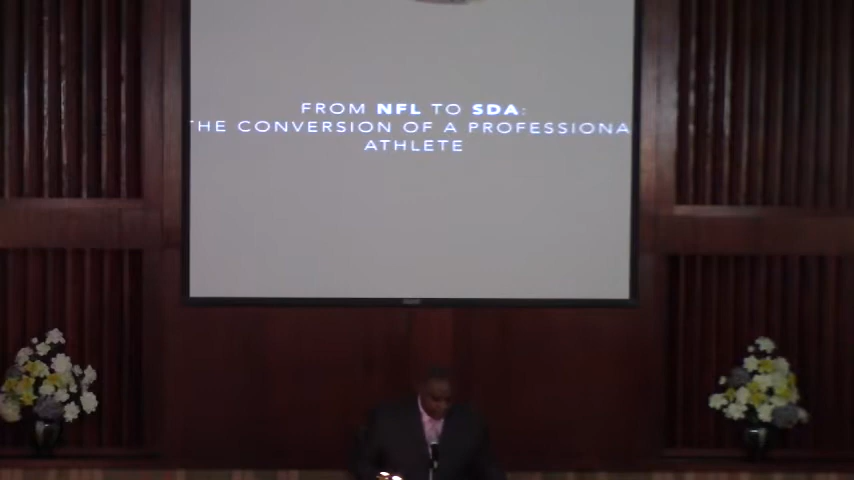 FROM NFL TO SDA:
THE CONVERSION OF A PROFESSIONA
ATHLETE